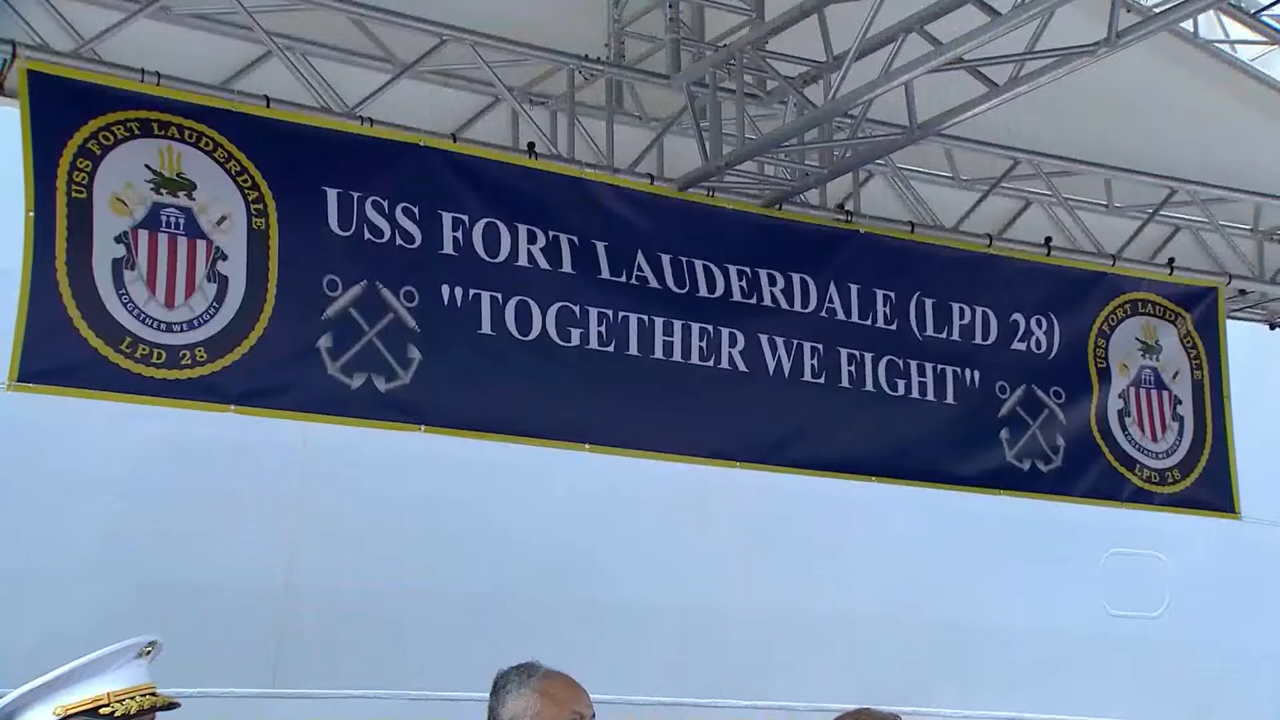 USS FORT LAUDERDALE
TOGETHER WE FIGHT
LPD 28
USS FORT LAUDERDALE (LPD 28)
"TOGETHER WE FIGHT"
USS FORT LAUDERDALE
TOGETHER WE FIGHT
LPD 28